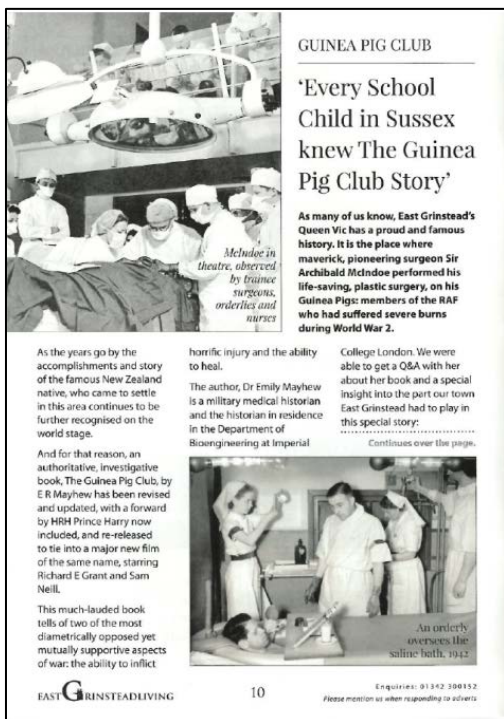 GUINEA PIG CLUB
‘Every School
Child in Sussex
knew The Guinea
Pig Club Story’
As many of us know, East Grinstead’s
Queen Vic has a proud and famous
history. It is the place where
maverick, pioneering surgeon Sir
Archibald McIndoe performed his
life-saving, plastic surgery, on his
Guinea Pigs: members of the RAF
who had suffered severe burns
during World War 2.
McIndoe in
theatre, observed
by trainee
surgeons,
orderlies and
nurses
As the years go by the
accomplishments and story
of the famous New Zealand
native, who came to settle
in this area continues to be
further recognised on the
world stage.
And for that reason, an
authoritative, investigative
book, The Guinea Pig Club, by
E R Mayhew has been revised
and updated, with a forward
by HRH Prince Harry now
included, and re-released
to tie into a major new film
of the same name, starring
Richard E Grant and Sam
Neill.
This much-lauded book
tells of two of the most
diametrically opposed yet
mutually supportive aspects
of war: the ability to inflict
horrific injury and the ability
to heal.
The author, Dr Emily Mayhew
is a military medical historian
and the historian in residence
in the Department of
Bioengineering at Imperial
College London. We were
able to get a Q&A with her
about her book and a special
insight into the part our town
East Grinstead had to play in
this special story:
Continues over the page.
An orderly
oversees the
saline bath, 1942
EAST GRINSTEADLIVING
10
Enquiries: 01342 300152
Please mention us when responding to adverts